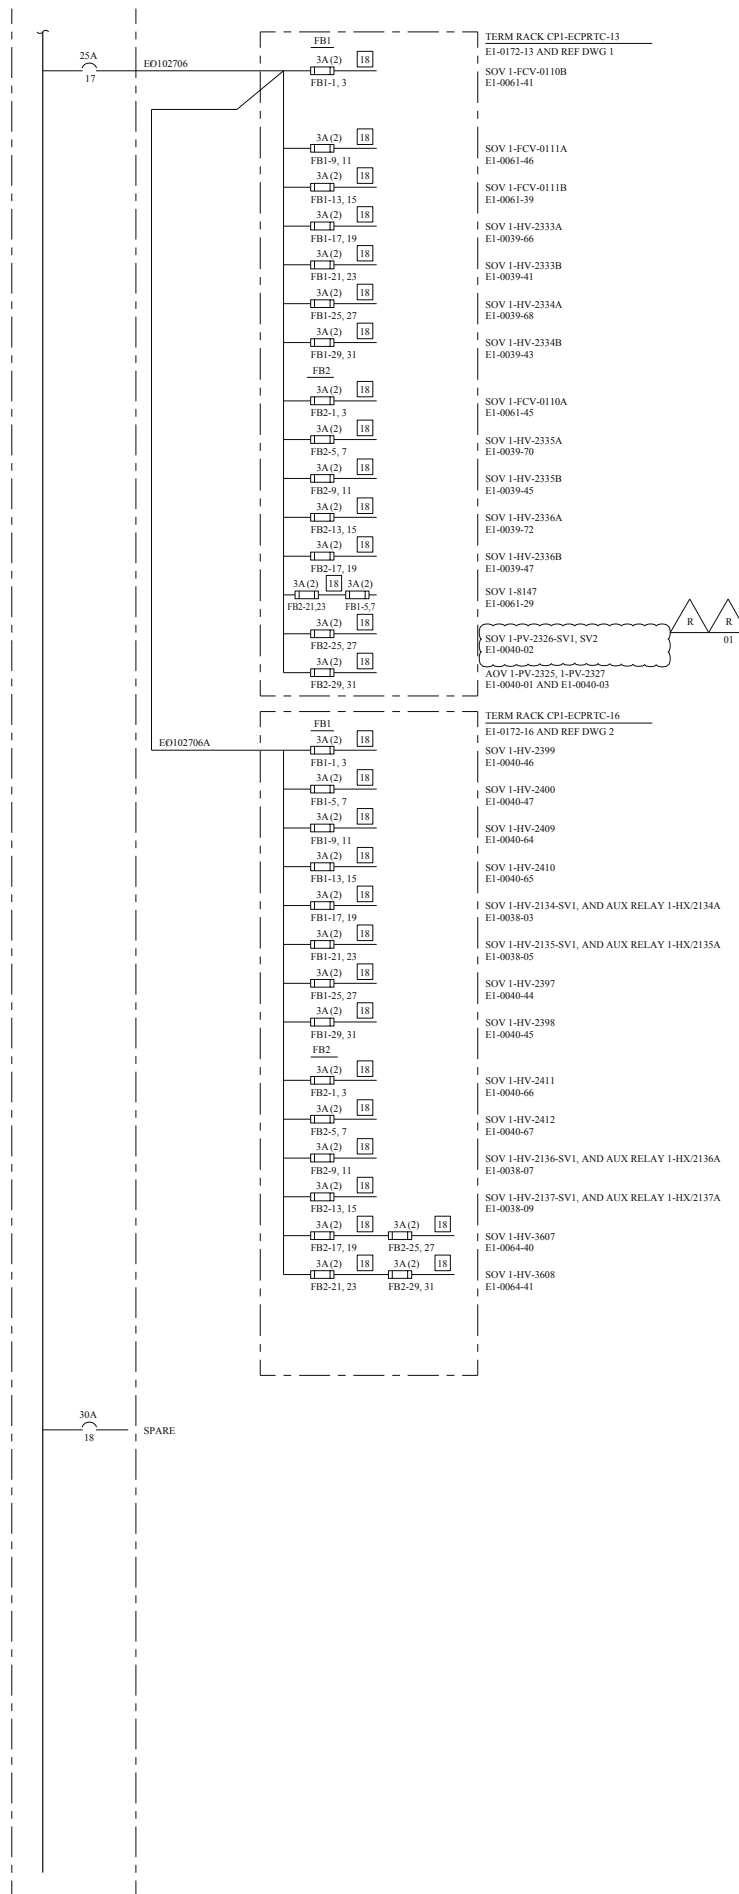 25A
17
EO102706
TERM RACK CP1-ECPRTC-13
E1-0172-13 AND REF DWG 1
FB1
3A (2) 18
FB1-1, 3
SOV 1-FCV-0110B
E1-0061-41
3A (2) 18
FB1-9, 11
SOV 1-FCV-0111A
E1-0061-46
3A (2) 18
FB1-13, 15
SOV 1-FCV-0111B
E1-0061-39
3A (2) 18
FB1-17, 19
SOV 1-HV-2333A
E1-0039-66
3A (2) 18
FB1-21, 23
SOV 1-HV-2333B
E1-0039-41
3A (2) 18
FB1-25, 27
SOV 1-HV-2334A
E1-0039-68
3A (2) 18
FB1-29, 31
SOV 1-HV-2334B
E1-0039-43
FB2
3A (2) 18
FB2-1, 3
SOV 1-FCV-0110A
E1-0061-45
3A (2) 18
FB2-5, 7
SOV 1-HV-2335A
E1-0039-70
3A (2) 18
FB2-9, 11
SOV 1-HV-2335B
E1-0039-45
3A (2) 18
FB2-13, 15
SOV 1-HV-2336A
E1-0039-72
3A (2) 18
FB2-17, 19
SOV 1-HV-2336B
E1-0039-47
3A (2) 18 3A (2)
FB2-21,23 FB1-5,7
SOV 1-8147
E1-0061-29
3A (2) 18
FB2-25, 27
SOV 1-PV-2326-SV1, SV2
E1-0040-02
R R
01
3A (2) 18
FB2-29, 31
AOV 1-PV-2325, 1-PV-2327
E1-0040-01 AND E1-0040-03
EO102706A
TERM RACK CP1-ECPRTC-16
E1-0172-16 AND REF DWG 2
FB1
3A (2) 18
FB1-1, 3
SOV 1-HV-2399
E1-0040-46
3A (2) 18
FB1-5, 7
SOV 1-HV-2400
E1-0040-47
3A (2) 18
FB1-9, 11
SOV 1-HV-2409
E1-0040-64
3A (2) 18
FB1-13, 15
SOV 1-HV-2410
E1-0040-65
3A (2) 18
FB1-17, 19
SOV 1-HV-2134-SV1, AND AUX RELAY 1-HX/2134A
E1-0038-03
3A (2) 18
FB1-21, 23
SOV 1-HV-2135-SV1, AND AUX RELAY 1-HX/2135A
E1-0038-05
3A (2) 18
FB1-25, 27
SOV 1-HV-2397
E1-0040-44
3A (2) 18
FB1-29, 31
SOV 1-HV-2398
E1-0040-45
FB2
3A (2) 18
FB2-1, 3
SOV 1-HV-2411
E1-0040-66
3A (2) 18
FB2-5, 7
SOV 1-HV-2412
E1-0040-67
3A (2) 18
FB2-9, 11
SOV 1-HV-2136-SV1, AND AUX RELAY 1-HX/2136A
E1-0038-07
3A (2) 18
FB2-13, 15
SOV 1-HV-2137-SV1, AND AUX RELAY 1-HX/2137A
E1-0038-09
3A (2) 18 3A (2) 18
FB2-17, 19 FB2-25, 27
SOV 1-HV-3607
E1-0064-40
3A (2) 18 3A (2) 18
FB2-21, 23 FB2-29, 31
SOV 1-HV-3608
E1-0064-41
30A
18
SPARE